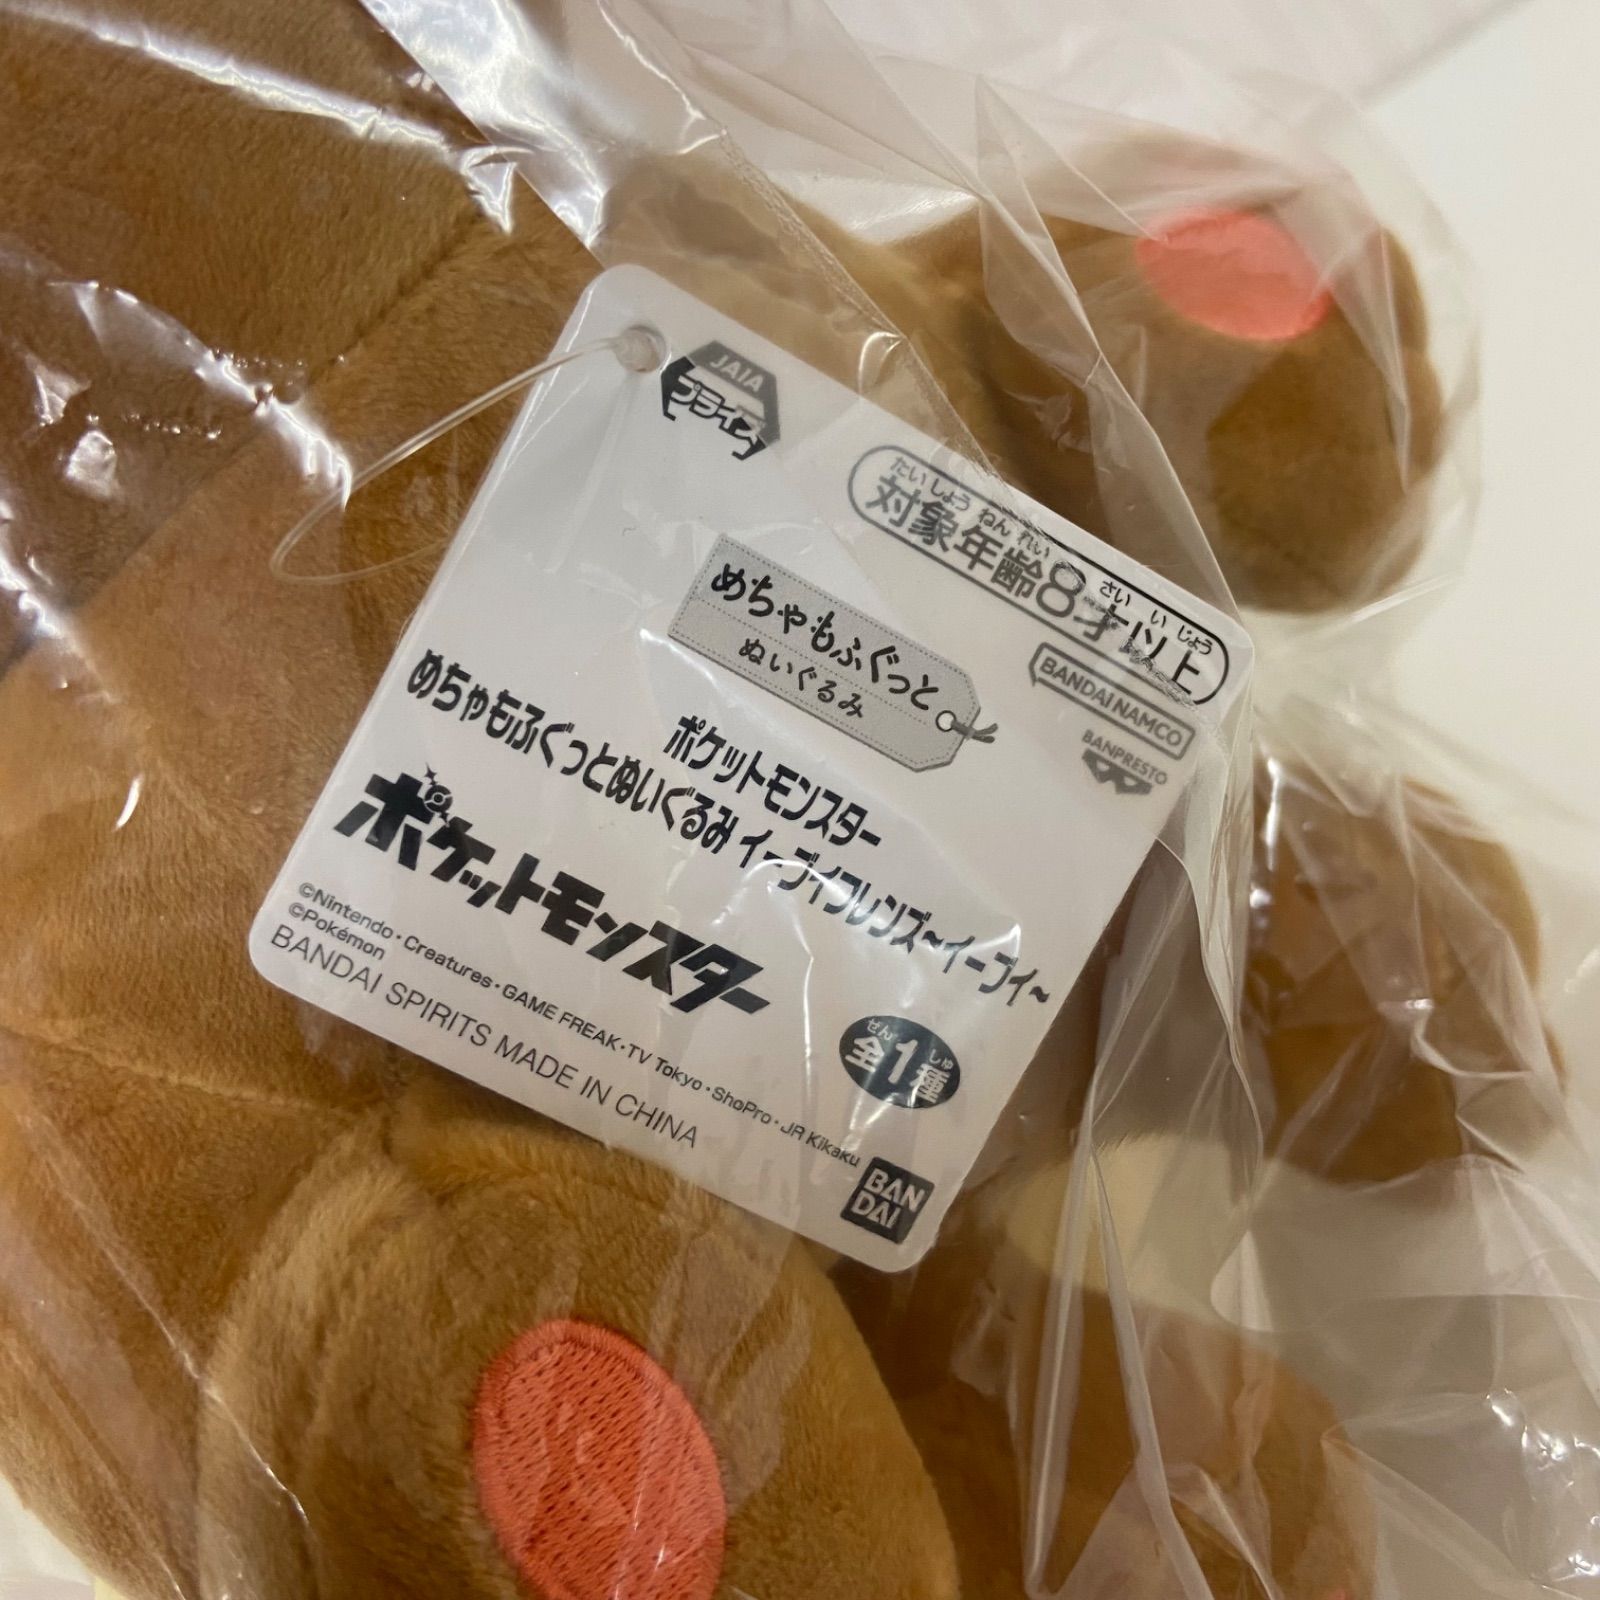 JAIA
プライズ
たいしょうねんれい さいいじょう
対象年齢8才以上
めちゃもふぐっと
ぬいぐるみ
BANDAI NAMCO
BANPRESTO
ポケットモンスター
めちゃもふぐっとぬいぐるみ イーブイフレンズ~イーブイ~
ポケットモンスター
©Nintendo・Creatures・GAME FREAK・TV Tokyo・ShoPro・JR Kikaku
©Pokémon
BANDAI SPIRITS MADE IN CHINA
ぜん しゅ
全1種
BAN
DAI